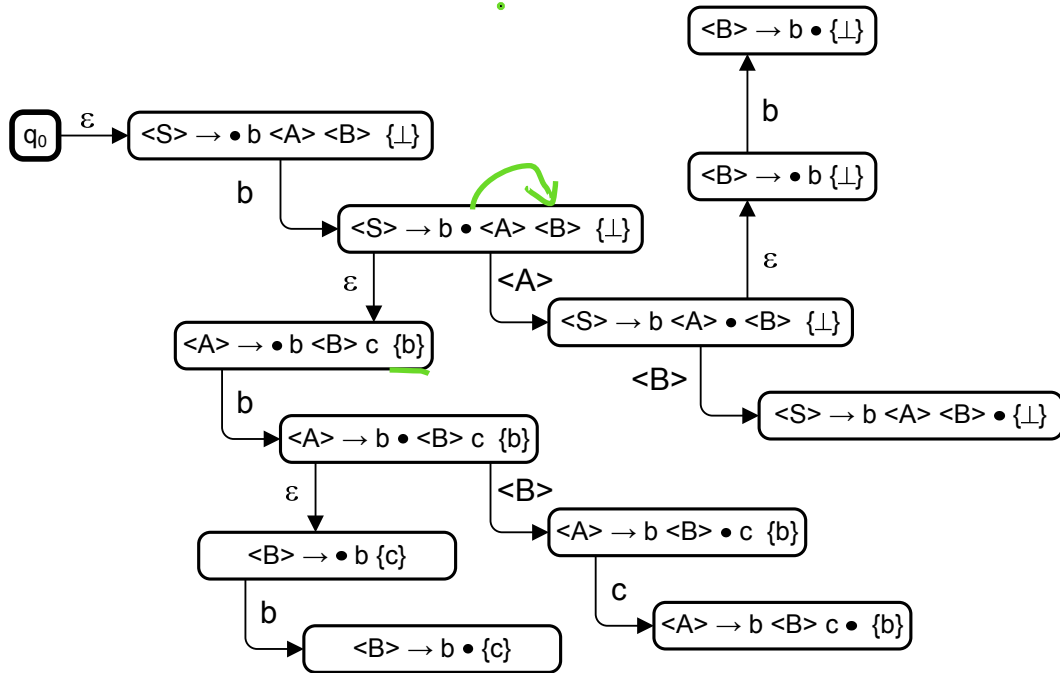 <B> → b • {⊥}
b
q₀
ε
<S> → • b <A> <B> {⊥}
<B> → • b {⊥}
b
<S> → b • <A> <B> {⊥}
ε
ε
<A>
<S> → b <A> • <B> {⊥}
<A> → • b <B> c {b}
<B>
b
<S> → b <A> <B> • {⊥}
<A> → b • <B> c {b}
ε
<B>
<A> → b <B> • c {b}
<B> → • b {c}
c
b
<A> → b <B> c • {b}
<B> → b • {c}